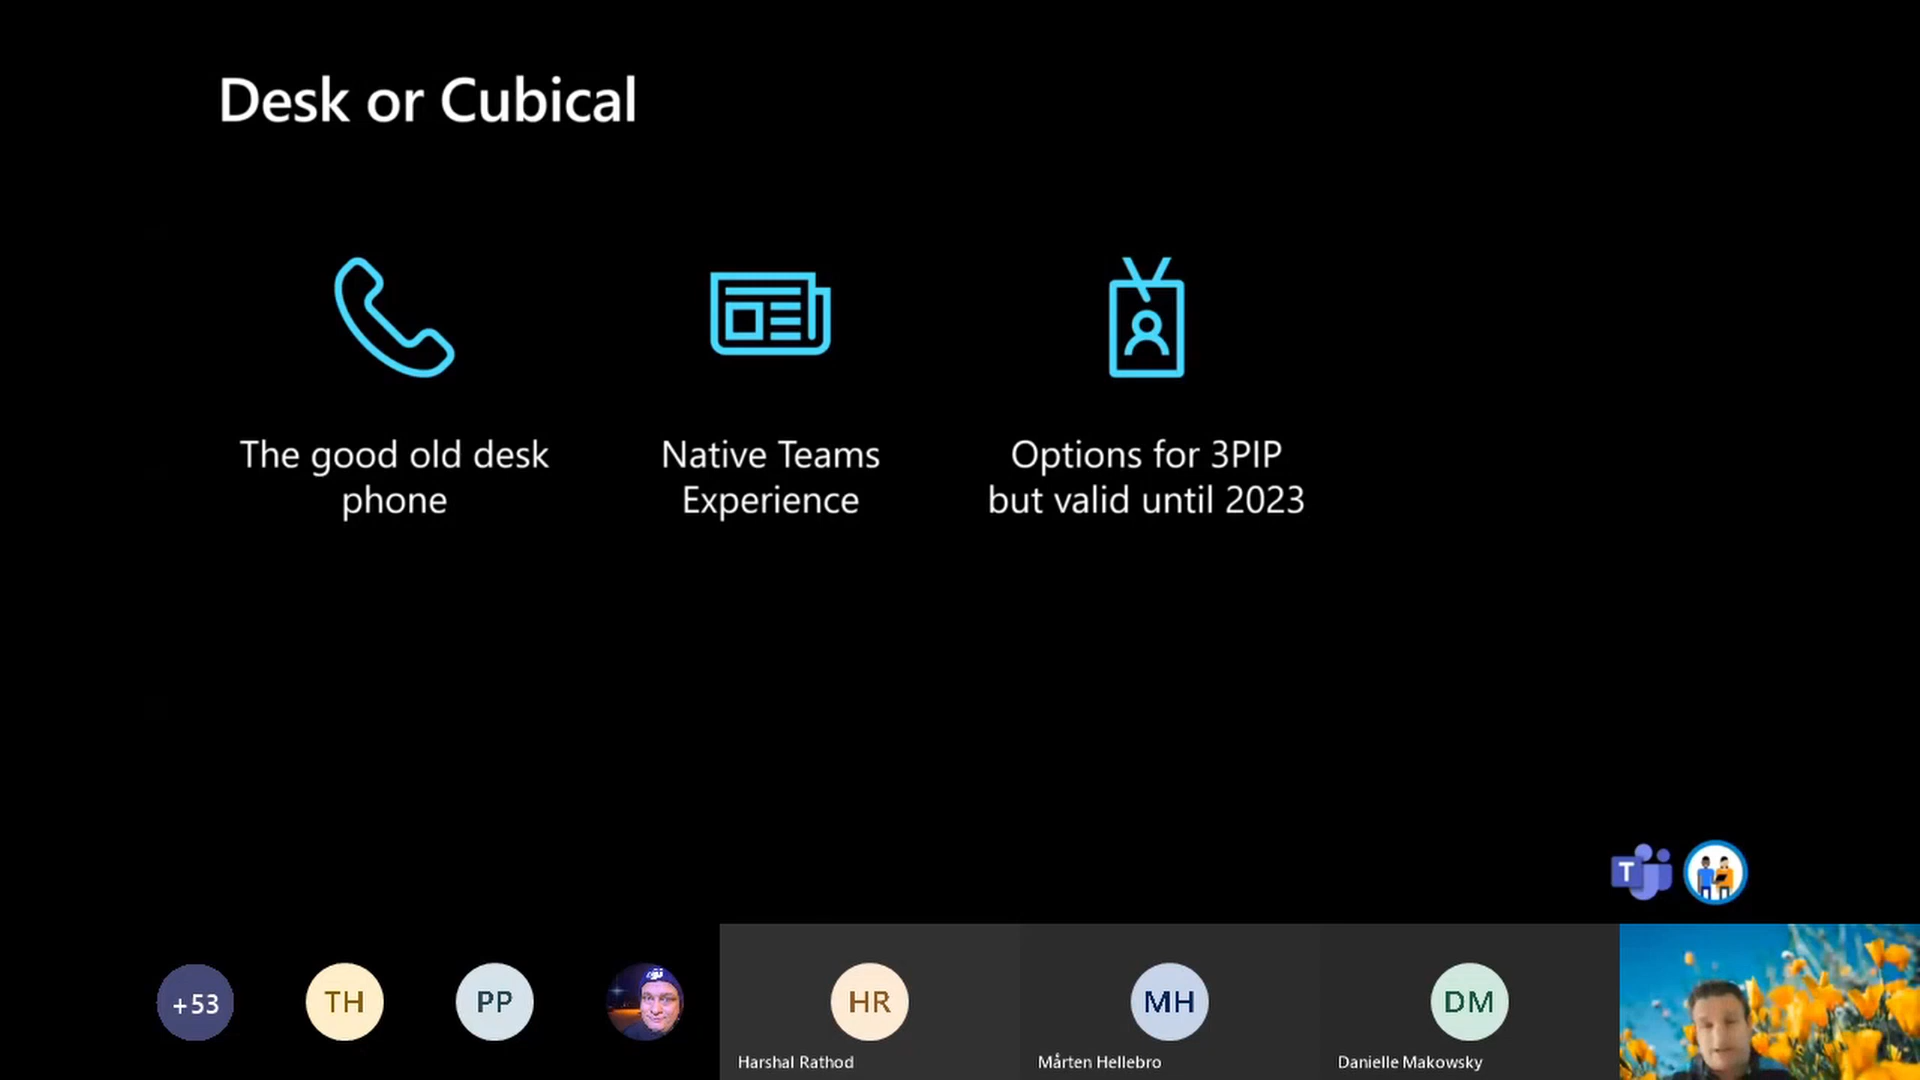 Desk or Cubical
The good old desk
phone
Native Teams
Experience
Options for 3PIP
but valid until 2023
T
+53
TH
PP
HR
MH
DM
Harshal Rathod
Mårten Hellebro
Danielle Makowsky